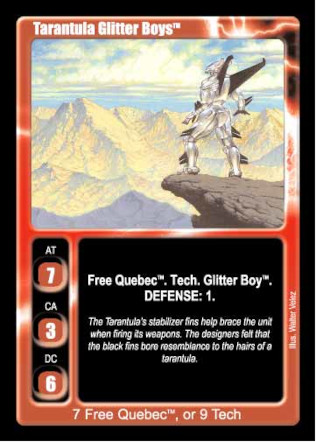 Tarantula Glitter Boys™
AT
7
CA
3
DC
6
Free Quebec™. Tech. Glitter Boy™.
DEFENSE: 1.
The Tarantula's stabilizer fins help brace the unit
when firing its weapons. The designers felt that
the black fins bore resemblance to the hairs of a
tarantula.
Illus. Walter Velez
7 Free Quebec™, or 9 Tech